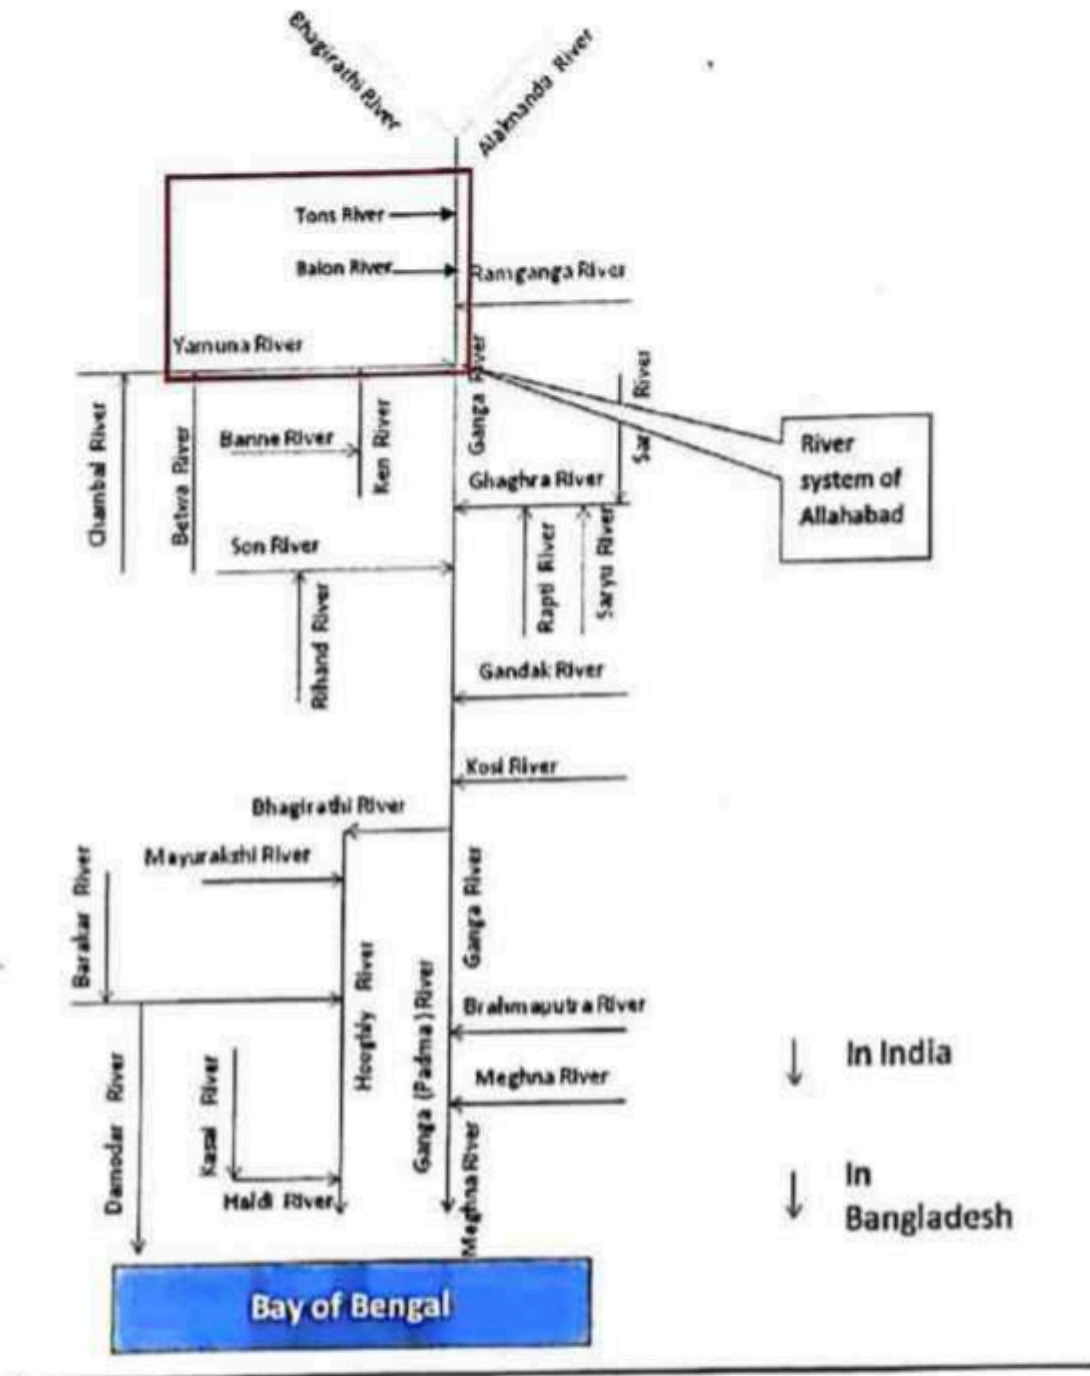 Bhagirathi River
Alaknanda River
Tons River
Balon River
Ramganga River
Yamuna River
Ganga River
River
Chambal River
Betwa River
Banne River
Ken River
Ghaghra River
River
system of
Allahabad
Son River
Rihand River
Rapti River
Saryu River
Gandak River
Kosi River
Bhagirathi River
Mayurakshi River
Barakar River
Ganga River
Hooghly River
Ganga (Padma) River
Brahmaputra River
Meghna River
Damodar River
Kasai River
Haldi River
Meghna River
In India
In
Bangladesh
Bay of Bengal